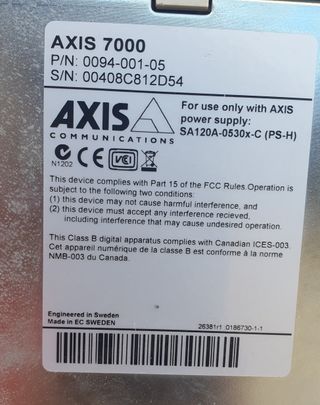 AXIS 7000
P/N: 0094-001-05
S/N: 00408C812D54
AXIS
COMMUNICATIONS
For use only with AXIS
power supply:
SA120A-0530x-C (PS-H)
N1202
CE
VCI
This device complies with Part 15 of the FCC Rules.Operation is
subject to the following two conditions:
(1) this device may not cause harmful interference, and
(2) this device must accept any interference recieved,
including interference that may cause undesired operation.
This Class B digital apparatus complies with Canadian ICES-003.
Cet appareil numérique de la classe B est conforme à la norme
NMB-003 du Canada.
Engineered in Sweden
Made in EC SWEDEN
26381r1 0186730-1-1